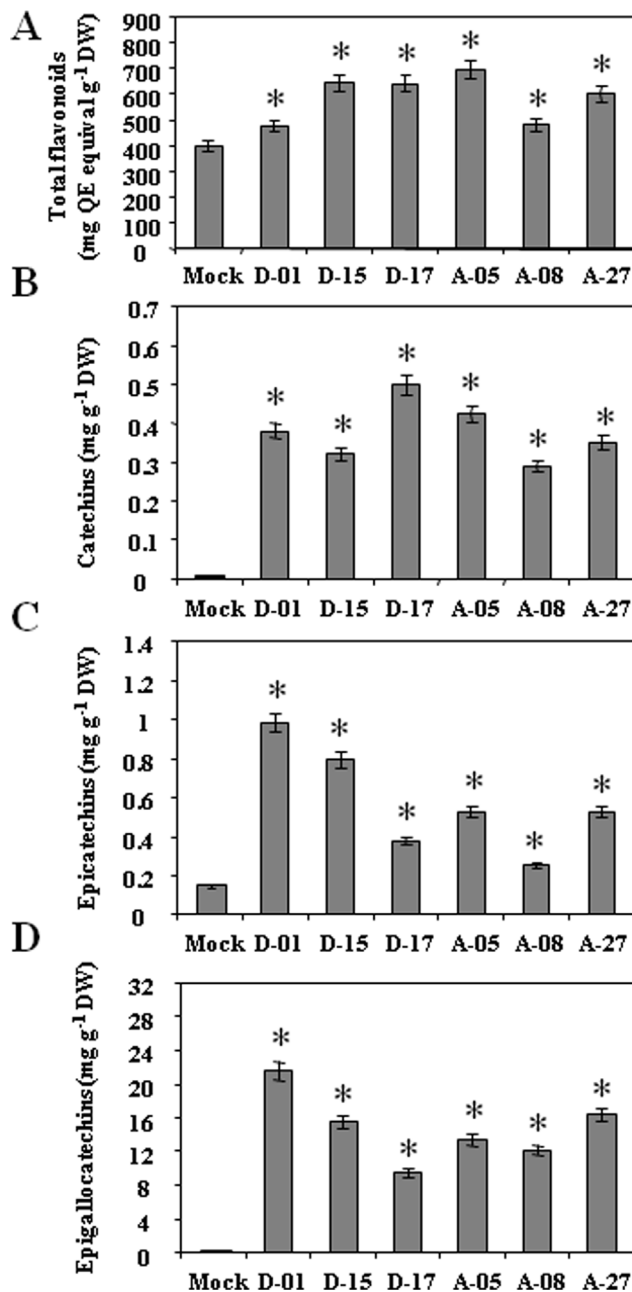 A
Total flavonoids
(mg QE equival g-1 DW)
900
800
700
600
500
400
300
200
100
0
* * * * * *
Mock D-01 D-15 D-17 A-05 A-08 A-27
B
Catechins (mg g-1 DW)
0.7
0.6
0.5
0.4
0.3
0.2
0.1
0
* * * * * *
Mock D-01 D-15 D-17 A-05 A-08 A-27
C
Epicatechins (mg g-1 DW)
1.4
1.2
1
0.8
0.6
0.4
0.2
0
* * * * * *
Mock D-01 D-15 D-17 A-05 A-08 A-27
D
Epigallocatechins (mg g-1 DW)
32
28
24
20
16
12
8
4
0
* * * * * *
Mock D-01 D-15 D-17 A-05 A-08 A-27